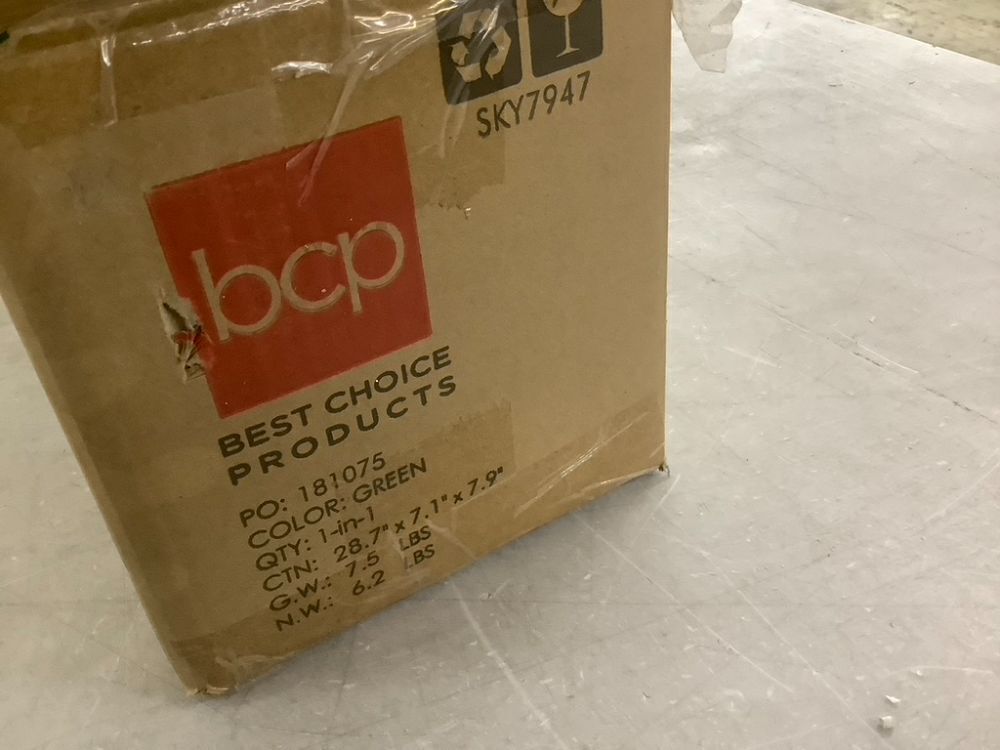 SKY7947
bcp
BEST CHOICE
PRODUCTS
PO: 181075
COLOR: GREEN
QTY: 1-in-1
CTN: 28.7" x 7.1" x 7.9"
G.W.: 7.5 LBS
N.W.: 6.2 LBS